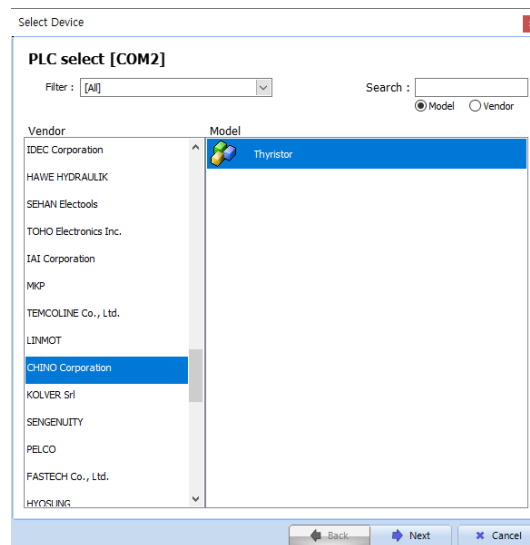 Select Device
PLC select [COM2]
Filter : [All] Search :
Model Vendor
Vendor Model
IDEC Corporation
Thyristor
HAWE HYDRAULIK
SEHAN Electools
TOHO Electronics Inc.
IAI Corporation
MKP
TEMCOLINE Co., Ltd.
LINMOT
CHINO Corporation
KOLVER Srl
SENGENUITY
PELCO
FASTECH Co., Ltd.
HYOSUNG
Back Next Cancel